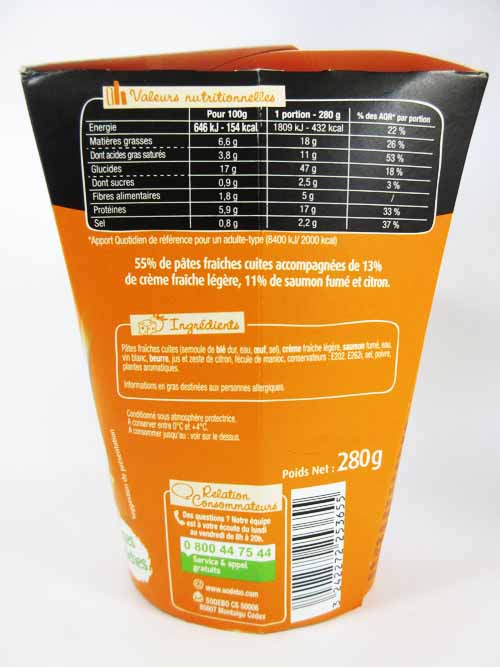 Valeurs nutritionnelles
Pour 100g 1 portion - 280 g % des AQR* par portion
Energie 646 kJ - 154 kcal 1809 kJ - 432 kcal 22 %
Matières grasses 6,6 g 18 g 26 %
Dont acides gras saturés 3,8 g 11 g 53 %
Glucides 17 g 47 g 18 %
Dont sucres 0,9 g 2,5 g 3 %
Fibres alimentaires 1,8 g 5 g /
Protéines 5,9 g 17 g 33 %
Sel 0,8 g 2,2 g 37 %
*Apport Quotidien de référence pour un adulte-type (8400 kJ/ 2000 kcal)
55% de pâtes fraîches cuites accompagnées de 13%
de crème fraîche légère, 11% de saumon fumé et citron.
Ingrédients
Pâtes fraîches cuites (semoule de blé dur, eau, œuf, sel), crème fraîche légère, saumon fumé, eau,
vin blanc, beurre, jus et zeste de citron, fécule de manioc, conservateurs : E202, E262i, sel, poivre,
plantes aromatiques.
Informations en gras destinées aux personnes allergiques.
Conditionné sous atmosphère protectrice.
A conserver entre 0°C et +4°C.
A consommer jusqu'au : voir sur le dessus.
Poids Net : 280g
Relation
Consommateurs
Des questions ? Notre équipe
est à votre écoute du lundi
au vendredi de 8h à 20h.
0 800 44 75 44
Service & appel
gratuits
www.sodebo.com
SODEBO CS 50006
85607 Montaigu Cedex
3 242272 253655